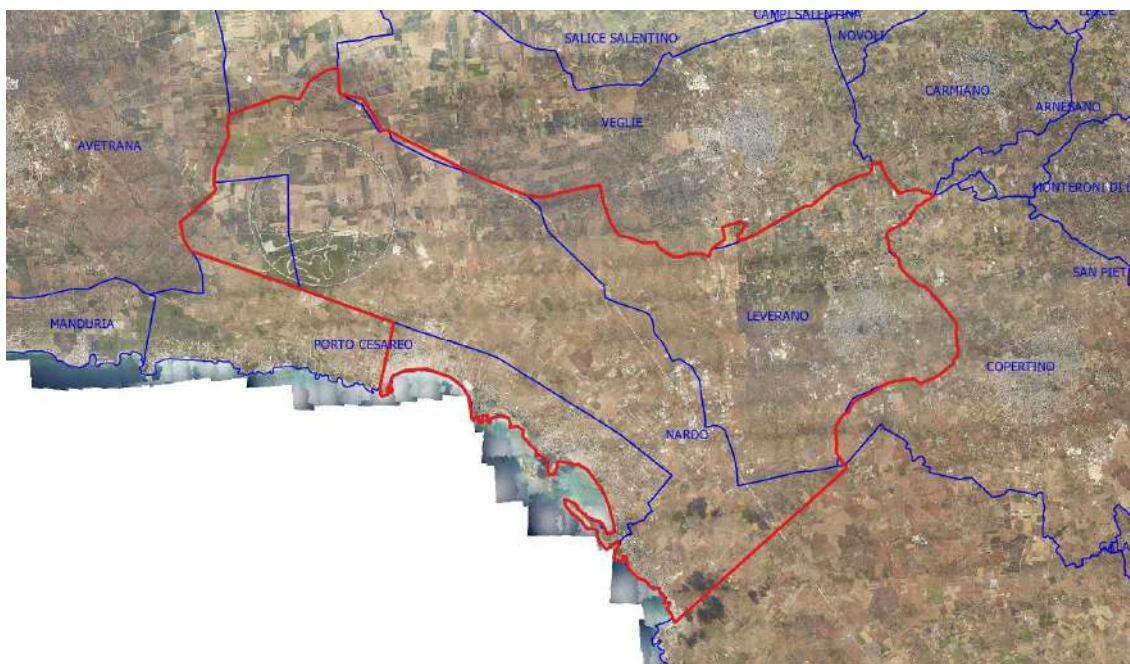 CAMPI SALENTINA
LECCE
SALICE SALENTINO
NOVOLI
CARMIANO
ARNESANO
VEGLIE
AVETRANA
MONTERONI DI
SAN PIET
MANDURIA
PORTO CESAREO
LEVERANO
COPERTINO
NARDO